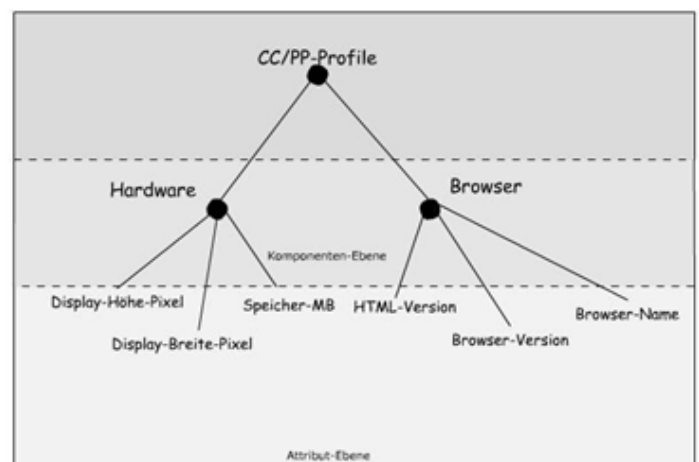 CC/PP-Profile
Hardware
Browser
Komponenten-Ebene
Display-Höhe-Pixel
Speicher-MB
HTML-Version
Browser-Name
Display-Breite-Pixel
Browser-Version
Attribut-Ebene